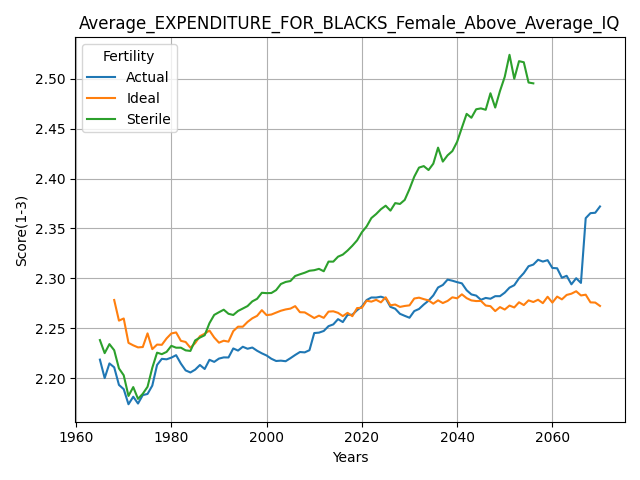 Average_EXPENDITURE_FOR_BLACKS_Female_Above_Average_IQ
Fertility
Actual
Ideal
Sterile
Score(1-3)
2.50
2.45
2.40
2.35
2.30
2.25
2.20
1960 1980 2000 2020 2040 2060
Years